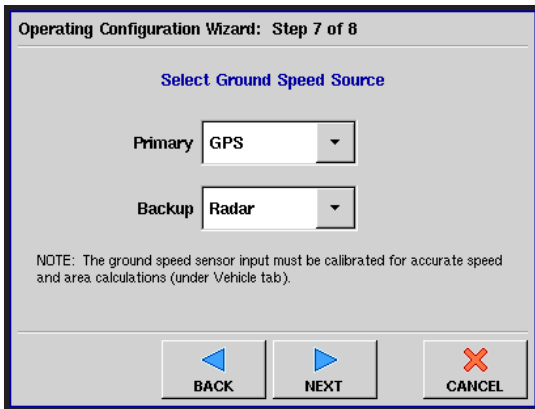 Operating Configuration Wizard: Step 7 of 8
Select Ground Speed Source
Primary GPS
Backup Radar
NOTE: The ground speed sensor input must be calibrated for accurate speed
and area calculations (under Vehicle tab).
BACK NEXT CANCEL